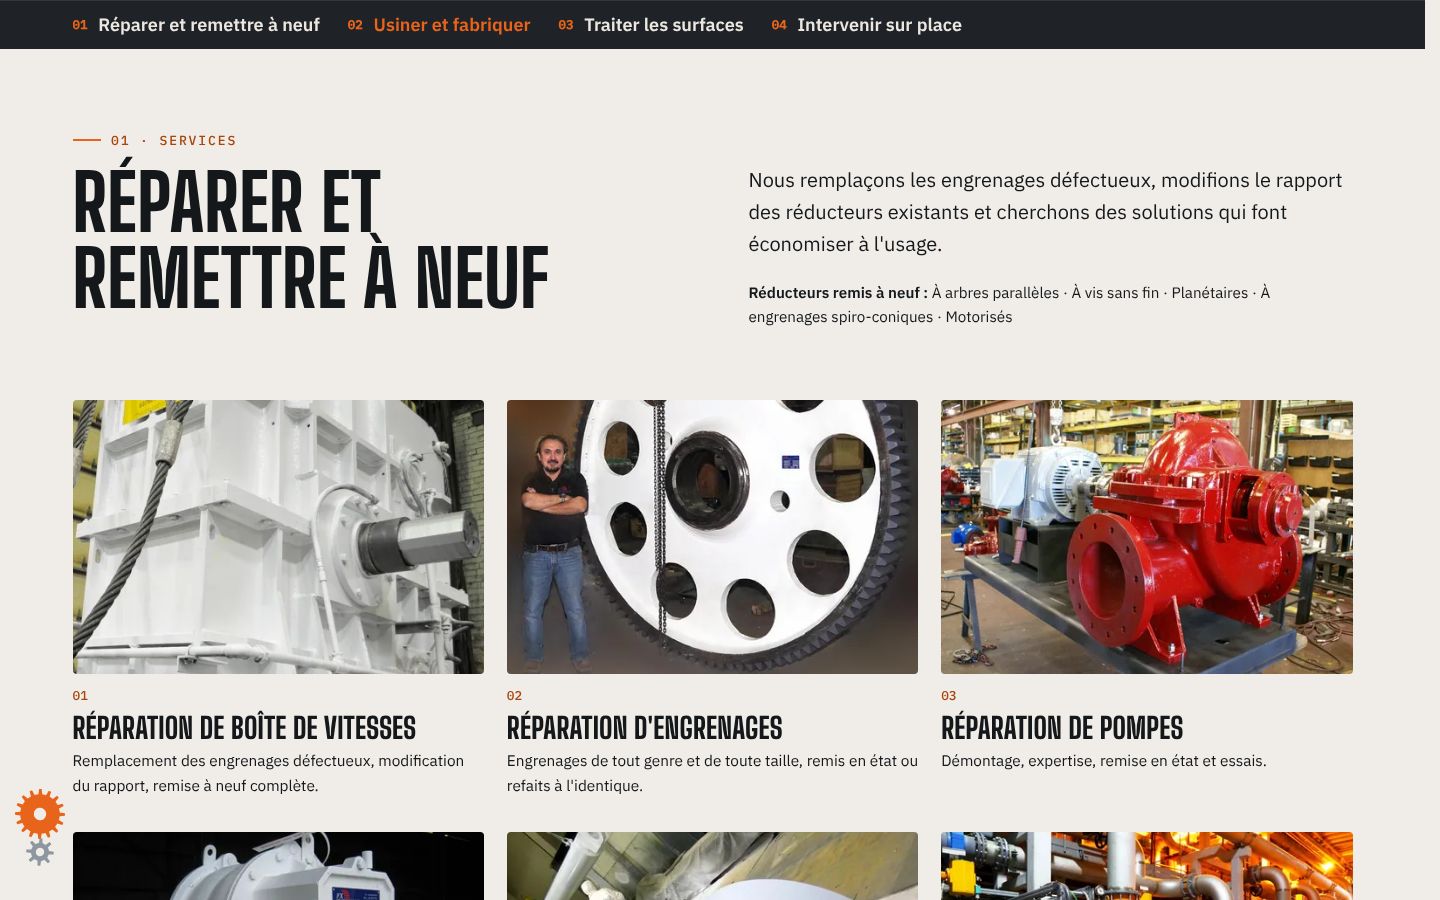 01 Réparer et remettre à neuf 02 Usiner et fabriquer 03 Traiter les surfaces 04 Intervenir sur place
01 · SERVICES
RÉPARER ET
REMETTRE À NEUF
Nous remplaçons les engrenages défectueux, modifions le rapport
des réducteurs existants et cherchons des solutions qui font
économiser à l'usage.
Réducteurs remis à neuf : À arbres parallèles · À vis sans fin · Planétaires · À
engrenages spiro-coniques · Motorisés
01
RÉPARATION DE BOÎTE DE VITESSES
Remplacement des engrenages défectueux, modification
du rapport, remise à neuf complète.
02
RÉPARATION D'ENGRENAGES
Engrenages de tout genre et de toute taille, remis en état ou
refaits à l'identique.
03
RÉPARATION DE POMPES
Démontage, expertise, remise en état et essais.